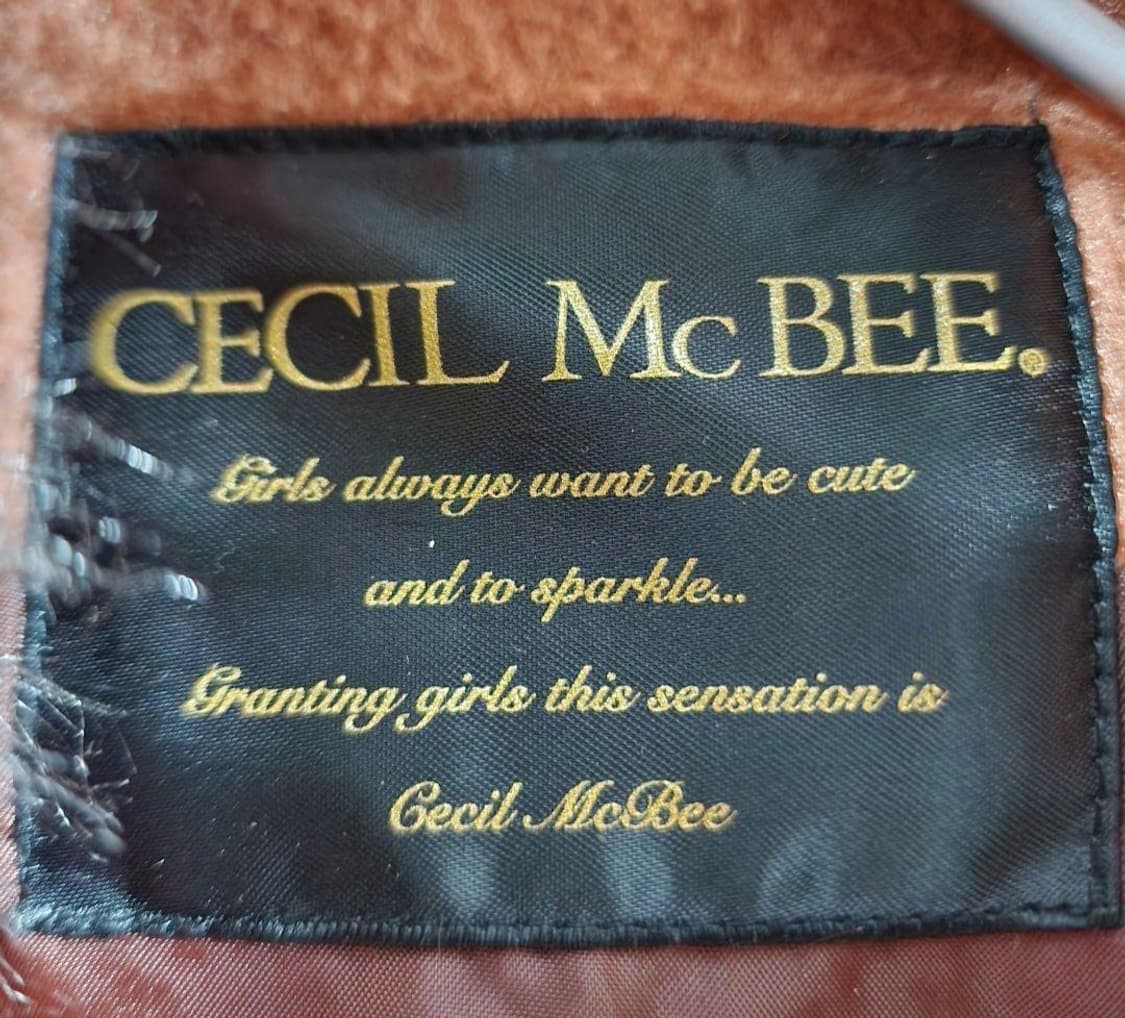 CECIL McBEE®
Girls always want to be cute
and to sparkle...
Granting girls this sensation is
Cecil McBee